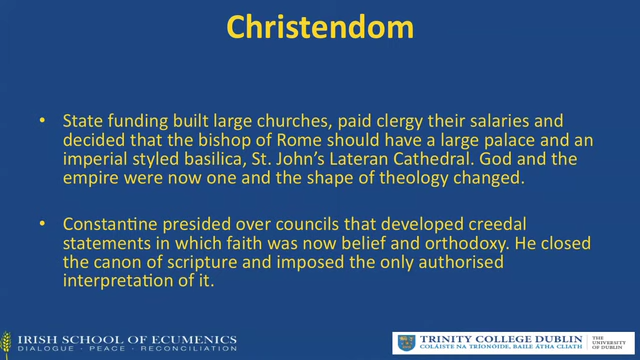 Christendom
• State funding built large churches, paid clergy their salaries and
decided that the bishop of Rome should have a large palace and an
imperial styled basilica, St. John's Lateran Cathedral. God and the
empire were now one and the shape of theology changed.
• Constantine presided over councils that developed creedal
statements in which faith was now belief and orthodoxy. He closed
the canon of scripture and imposed the only authorised
interpretation of it.
IRISH SCHOOL OF ECUMENICS
DIALOGUE - PEACE - RECONCILIATION
TRINITY COLLEGE DUBLIN
COLÁISTE NA TRÍONÓIDE, BAILE ÁTHA CLIATH
THE
UNIVERSITY
OF DUBLIN